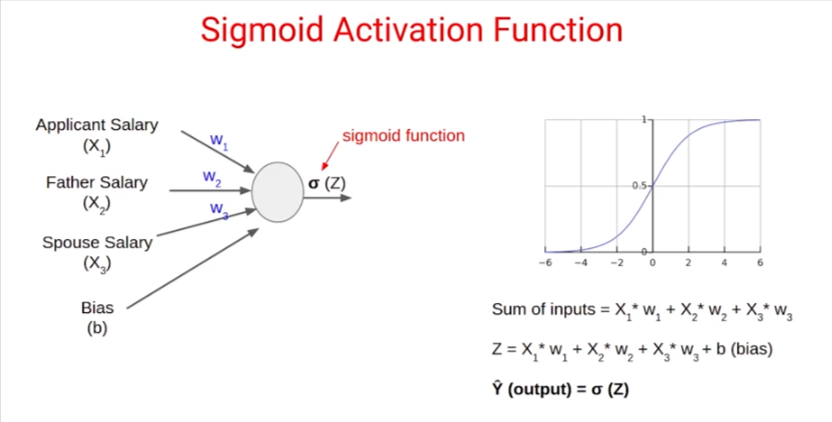 Sigmoid Activation Function
Applicant Salary
(X₁)
Father Salary
(X₂)
Spouse Salary
(X₃)
Bias
(b)
w₁
w₂
w₃
sigmoid function
σ (Z)
1
0.5
0
-6 -4 -2 0 2 4 6
Sum of inputs = X₁* w₁ + X₂* w₂ + X₃* w₃
Z = X₁* w₁ + X₂* w₂ + X₃* w₃ + b (bias)
Ŷ (output) = σ (Z)